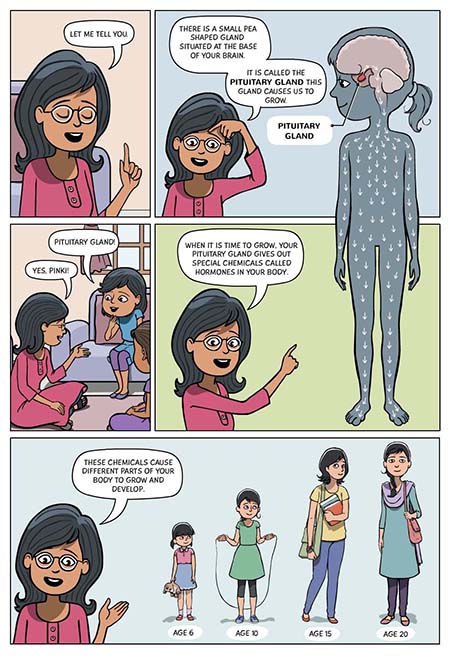 LET ME TELL YOU.
THERE IS A SMALL PEA
SHAPED GLAND
SITUATED AT THE BASE
OF YOUR BRAIN.
IT IS CALLED THE
PITUITARY GLAND THIS
GLAND CAUSES US TO
GROW.
PITUITARY
GLAND
PITUITARY GLAND!
YES, PINKI!
WHEN IT IS TIME TO GROW, YOUR
PITUITARY GLAND GIVES OUT
SPECIAL CHEMICALS CALLED
HORMONES IN YOUR BODY.
THESE CHEMICALS CAUSE
DIFFERENT PARTS OF YOUR
BODY TO GROW AND
DEVELOP.
AGE 6
AGE 10
AGE 15
AGE 20